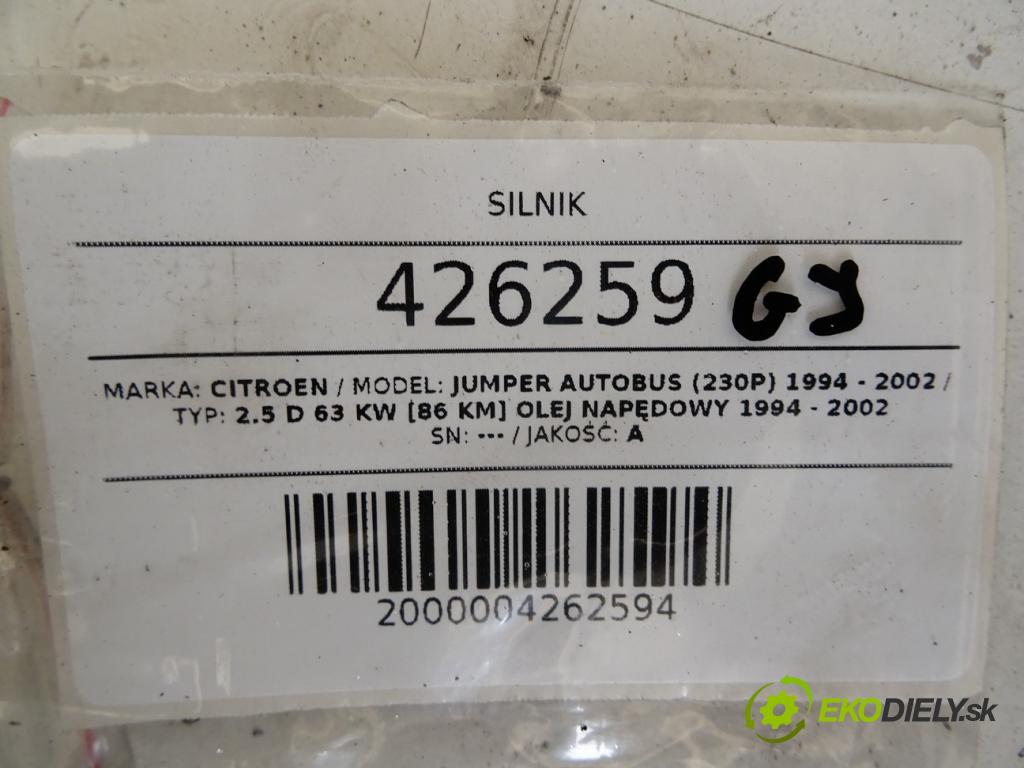 SILNIK
426259 GJ
MARKA: CITROEN / MODEL: JUMPER AUTOBUS (230P) 1994 - 2002 /
TYP: 2.5 D 63 KW [86 KM] OLEJ NAPĘDOWY 1994 - 2002
SN: --- / JAKOŚĆ: A
2000004262594
EKODIELY.sk